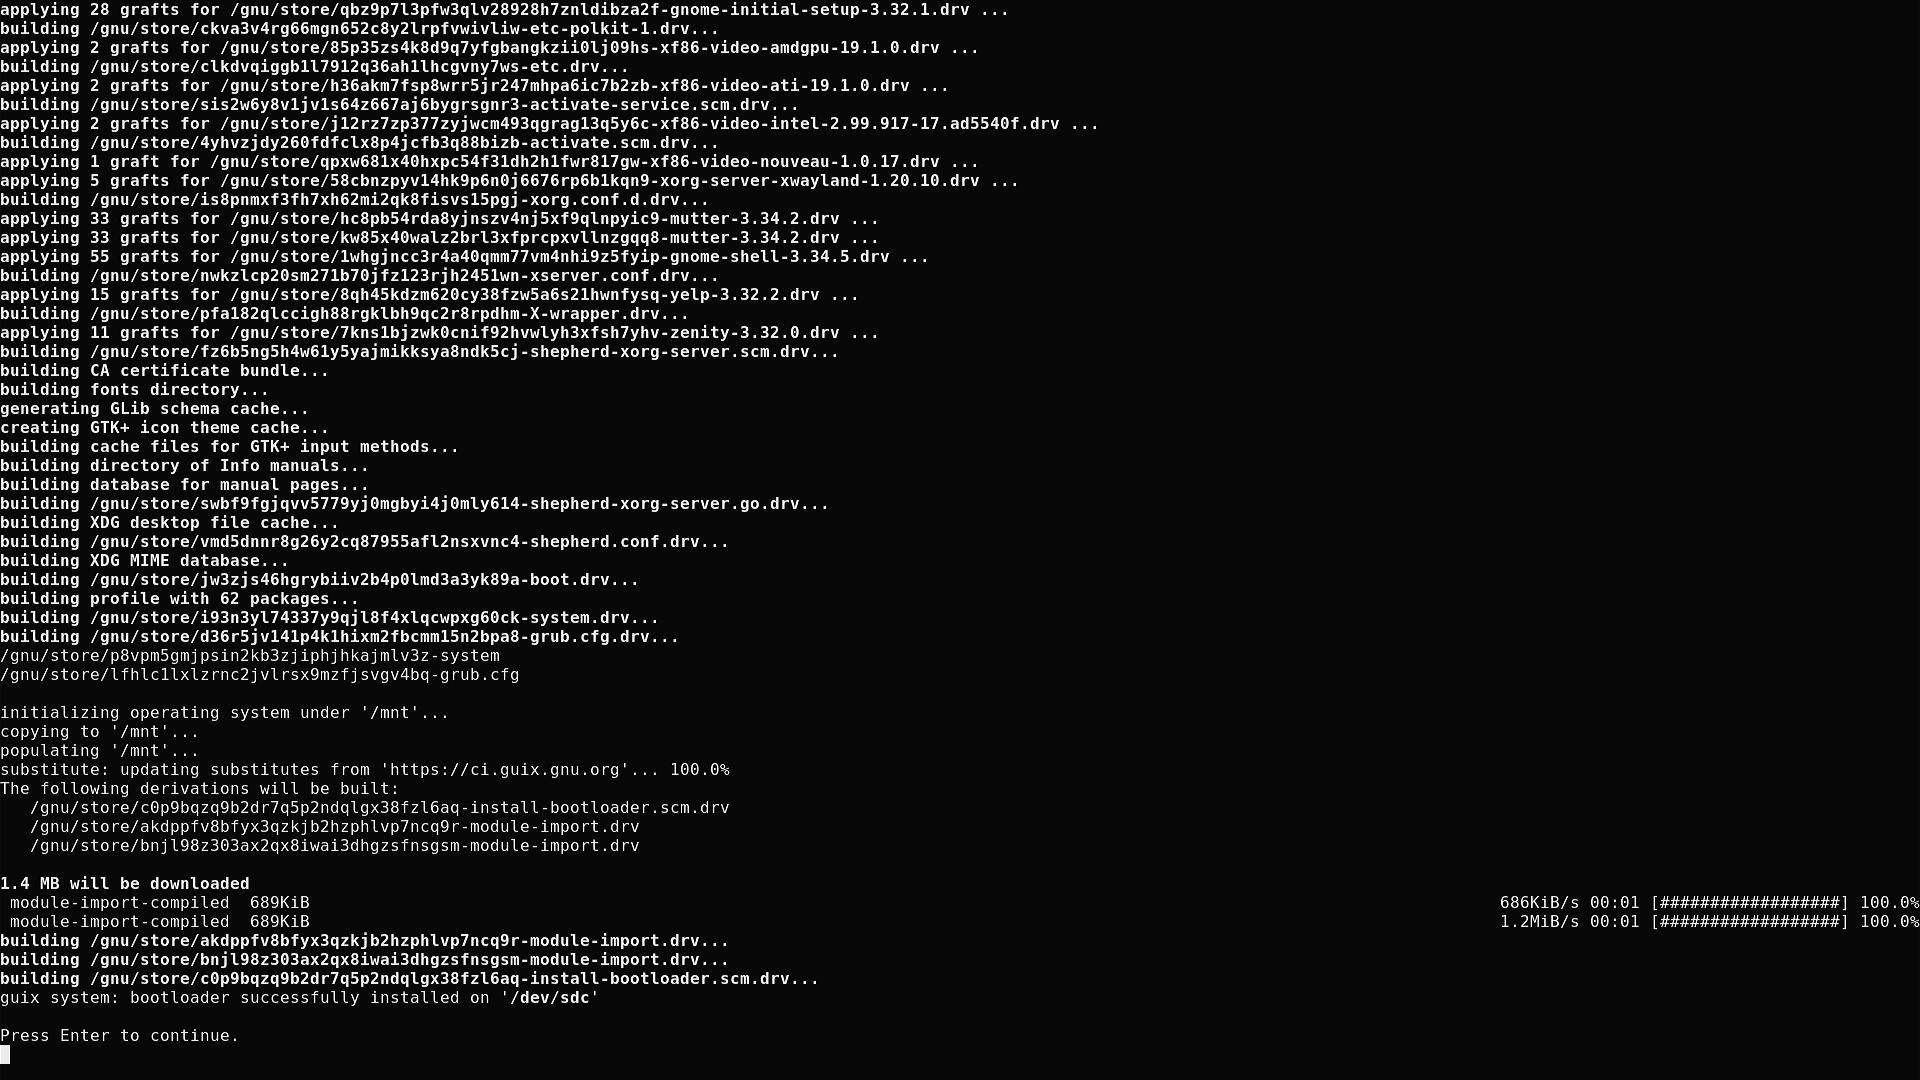 applying 28 grafts for /gnu/store/qbz9p7l3pfw3qlv28928h7znldibza2f-gnome-initial-setup-3.32.1.drv ...
building /gnu/store/ckva3v4rg66mgn652c8y2lrpfvwivliw-etc-polkit-1.drv...
applying 2 grafts for /gnu/store/85p35zs4k8d9q7yfgbangkzii0lj09hs-xf86-video-amdgpu-19.1.0.drv ...
building /gnu/store/clkdvqiggb1l7912q36ah1lhcgvny7ws-etc.drv...
applying 2 grafts for /gnu/store/h36akm7fsp8wrr5jr247mhpa6ic7b2zb-xf86-video-ati-19.1.0.drv ...
building /gnu/store/sis2w6y8v1jv1s64z667aj6bygrsgnr3-activate-service.scm.drv...
applying 2 grafts for /gnu/store/j12rz7zp377zyjwcm493qgrag13q5y6c-xf86-video-intel-2.99.917-17.ad5540f.drv ...
building /gnu/store/4yhvzjdy260fdfclx8p4jcfb3q88bizb-activate.scm.drv...
applying 1 graft for /gnu/store/qpxw681x40hxpc54f31dh2h1fwr817gw-xf86-video-nouveau-1.0.17.drv ...
applying 5 grafts for /gnu/store/58cbnzpyv14hk9p6n0j6676rp6b1kqn9-xorg-server-xwayland-1.20.10.drv ...
building /gnu/store/is8pnmxf3fh7xh62mi2qk8fisvs15pgj-xorg.conf.d.drv...
applying 33 grafts for /gnu/store/hc8pb54rda8yjnszv4nj5xf9qlnpyic9-mutter-3.34.2.drv ...
applying 33 grafts for /gnu/store/kw85x40walz2brl3xfprcpxvllnzgqq8-mutter-3.34.2.drv ...
applying 55 grafts for /gnu/store/1whgjncc3r4a40qmm77vm4nhi9z5fyip-gnome-shell-3.34.5.drv ...
building /gnu/store/nwkzlcp20sm271b70jfz123rjh2451wn-xserver.conf.drv...
applying 15 grafts for /gnu/store/8qh45kdzm620cy38fzw5a6s21hwnfysq-yelp-3.32.2.drv ...
building /gnu/store/pfa182qlccigh88rgklbh9qc2r8rpdhm-X-wrapper.drv...
applying 11 grafts for /gnu/store/7kns1bjzwk0cnif92hvwlyh3xfsh7yhv-zenity-3.32.0.drv ...
building /gnu/store/fz6b5ng5h4w61y5yajmikksya8ndk5cj-shepherd-xorg-server.scm.drv...
building CA certificate bundle...
building fonts directory...
generating GLib schema cache...
creating GTK+ icon theme cache...
building cache files for GTK+ input methods...
building directory of Info manuals...
building database for manual pages...
building /gnu/store/swbf9fgjqvv5779yj0mgbyi4j0mly614-shepherd-xorg-server.go.drv...
building XDG desktop file cache...
building /gnu/store/vmd5dnnr8g26y2cq87955afl2nsxvnc4-shepherd.conf.drv...
building XDG MIME database...
building /gnu/store/jw3zjs46hgrybiiv2b4p0lmd3a3yk89a-boot.drv...
building profile with 62 packages...
building /gnu/store/i93n3yl74337y9qjl8f4xlqcwpxg60ck-system.drv...
building /gnu/store/d36r5jv141p4k1hixm2fbcmm15n2bpa8-grub.cfg.drv...
/gnu/store/p8vpm5gmjpsin2kb3zjiphjhkajmlv3z-system
/gnu/store/lfhlc1lxlzrnc2jvlrsx9mzfjsvgv4bq-grub.cfg
initializing operating system under '/mnt'...
copying to '/mnt'...
populating '/mnt'...
substitute: updating substitutes from 'https://ci.guix.gnu.org'... 100.0%
The following derivations will be built:
/gnu/store/c0p9bqzq9b2dr7q5p2ndqlgx38fzl6aq-install-bootloader.scm.drv
/gnu/store/akdppfv8bfyx3qzkjb2hzphlvp7ncq9r-module-import.drv
/gnu/store/bnjl98z303ax2qx8iwai3dhgzsfnsgsm-module-import.drv
1.4 MB will be downloaded
module-import-compiled  689KiB 686KiB/s 00:01 [##################] 100.0%
module-import-compiled  689KiB 1.2MiB/s 00:01 [##################] 100.0%
building /gnu/store/akdppfv8bfyx3qzkjb2hzphlvp7ncq9r-module-import.drv...
building /gnu/store/bnjl98z303ax2qx8iwai3dhgzsfnsgsm-module-import.drv...
building /gnu/store/c0p9bqzq9b2dr7q5p2ndqlgx38fzl6aq-install-bootloader.scm.drv...
guix system: bootloader successfully installed on '/dev/sdc'
Press Enter to continue.